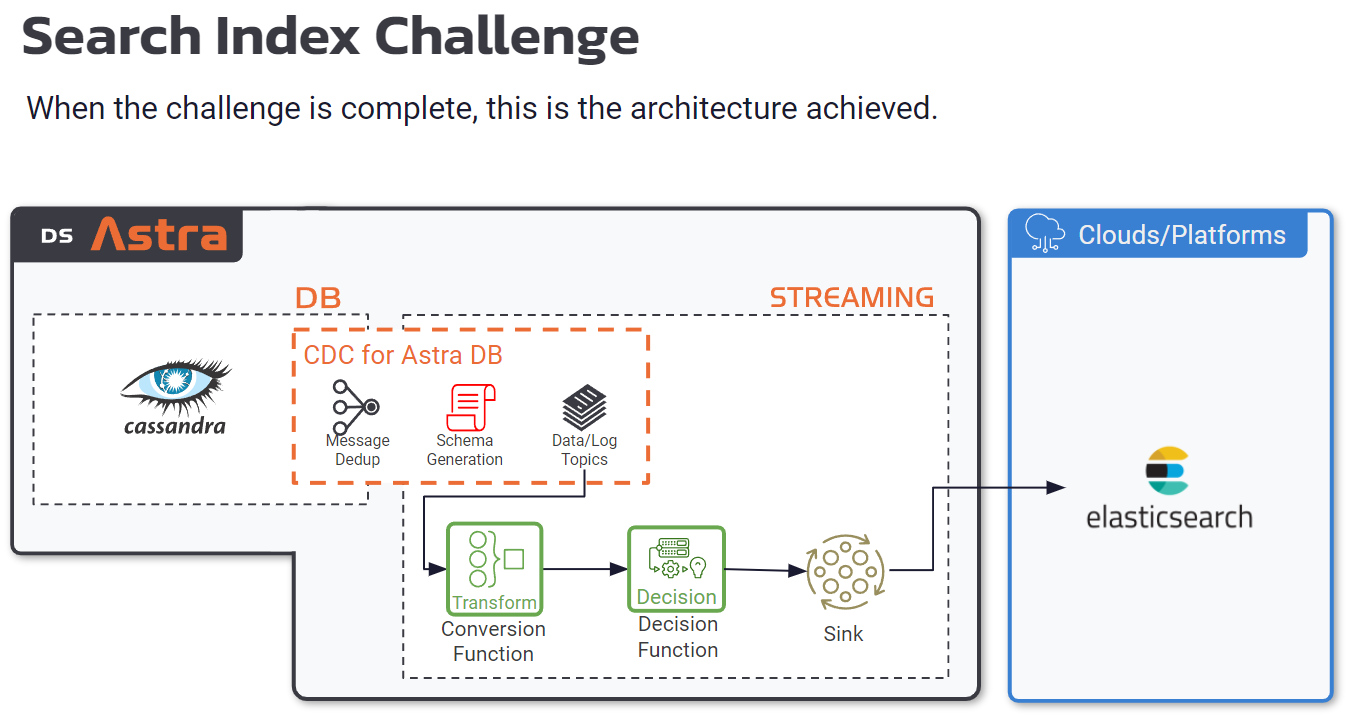 Search Index Challenge
When the challenge is complete, this is the architecture achieved.
DS Astra
Clouds/Platforms
DB
STREAMING
CDC for Astra DB
cassandra
Message
Dedup
Schema
Generation
Data/Log
Topics
elasticsearch
Transform
Conversion
Function
Decision
Decision
Function
Sink